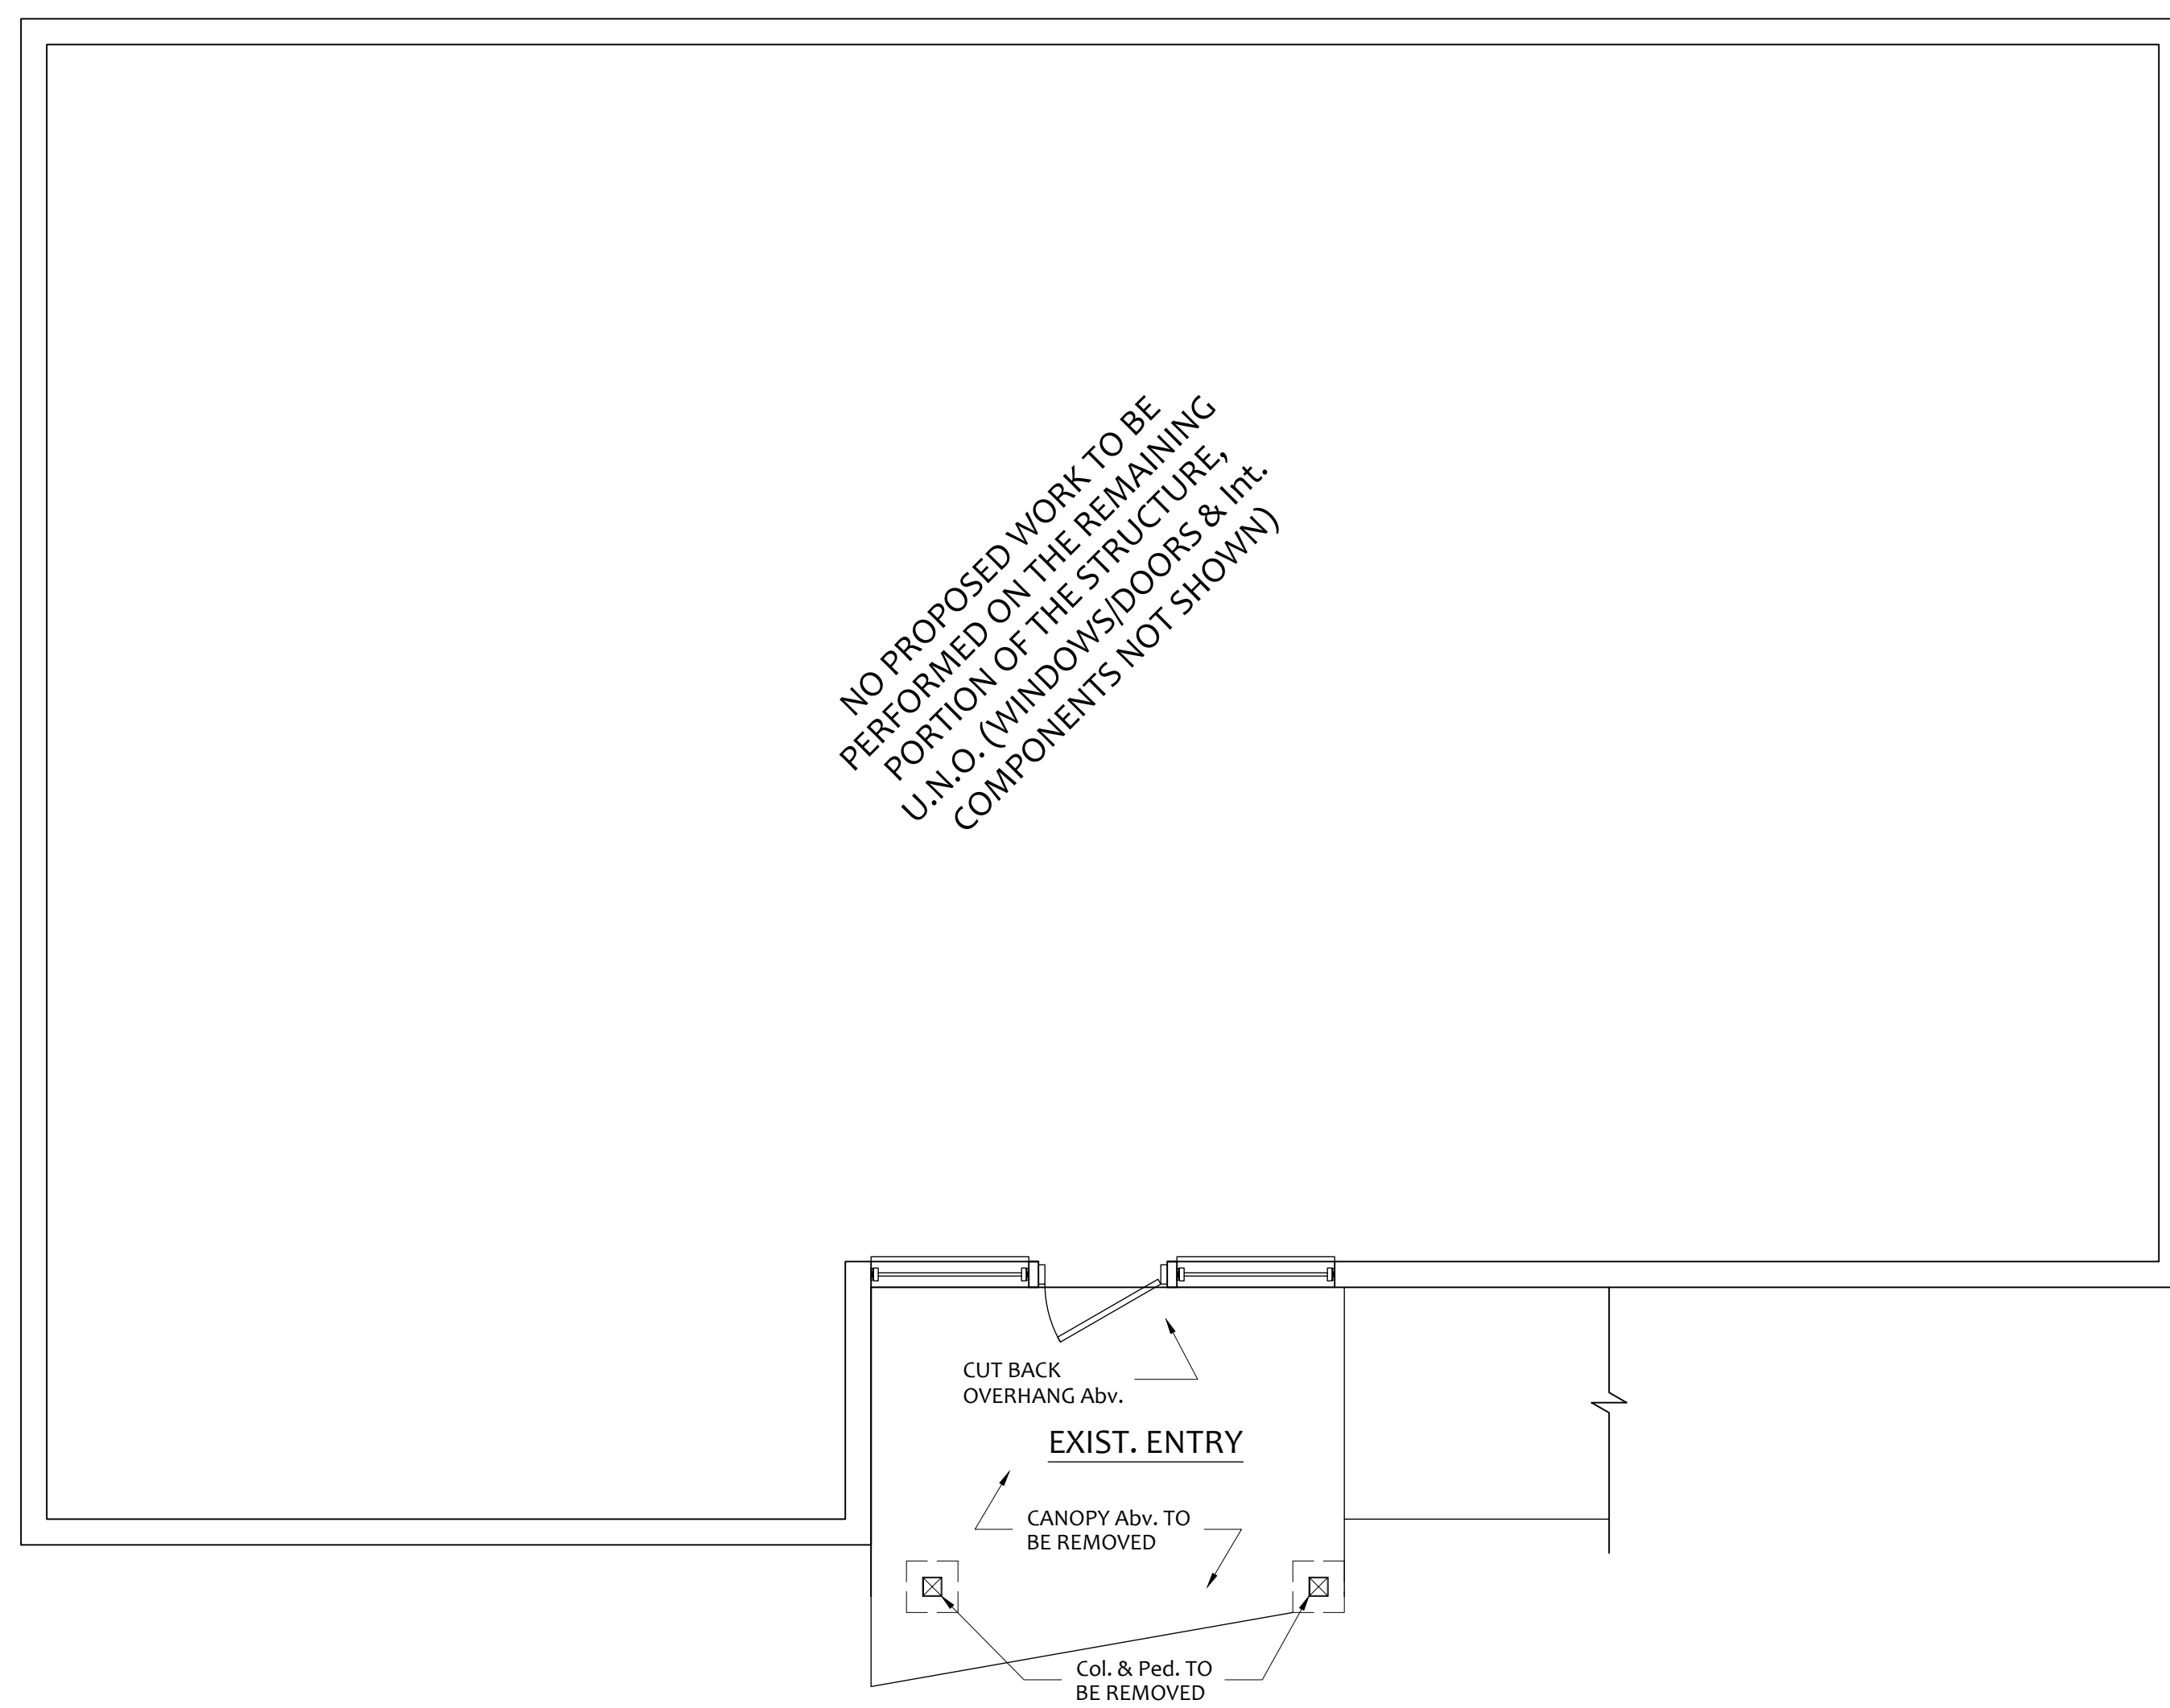 NO PROPOSED WORK TO BE
PERFORMED ON THE REMAINING
PORTION OF THE STRUCTURE,
U.N.O. (WINDOWS/DOORS & Int.
COMPONENTS NOT SHOWN)
CUT BACK
OVERHANG Abv.
EXIST. ENTRY
CANOPY Abv. TO
BE REMOVED
Col. & Ped. TO
BE REMOVED